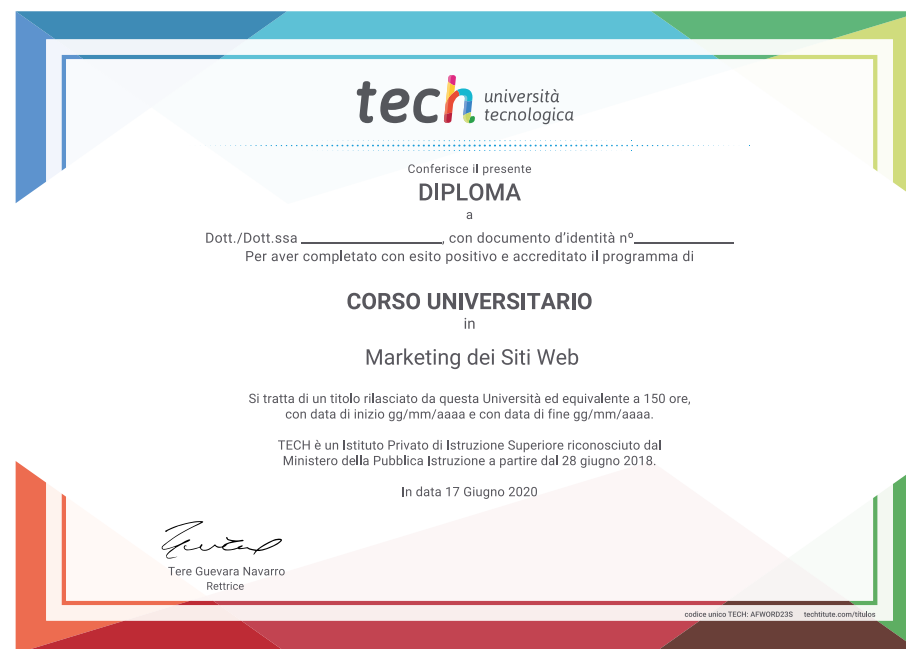 tech università
tecnologica
Conferisce il presente
DIPLOMA
a
Dott./Dott.ssa ____________________, con documento d'identità nº______________
Per aver completato con esito positivo e accreditato il programma di
CORSO UNIVERSITARIO
in
Marketing dei Siti Web
Si tratta di un titolo rilasciato da questa Università ed equivalente a 150 ore,
con data di inizio gg/mm/aaaa e con data di fine gg/mm/aaaa.
TECH è un Istituto Privato di Istruzione Superiore riconosciuto dal
Ministero della Pubblica Istruzione a partire dal 28 giugno 2018.
In data 17 Giugno 2020
Tere Guevara Navarro
Rettrice
codice unico TECH: AFWORD23S techtitute.com/titulos